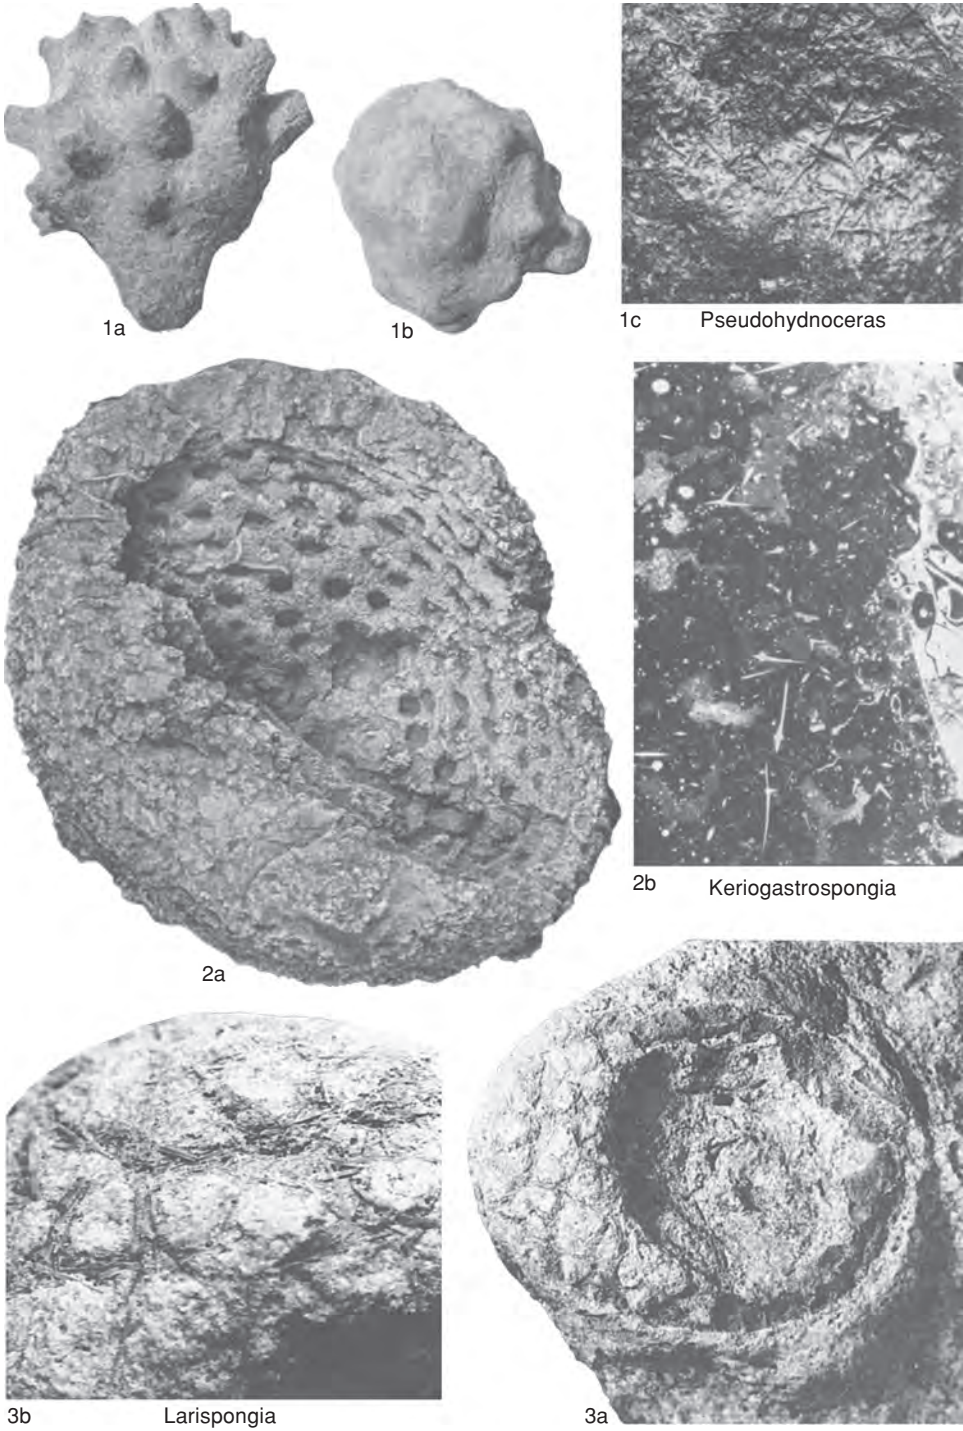 1a
1b
1c Pseudohydnoceras
2a
2b Keriogastrospongia
3b Larispongia
3a